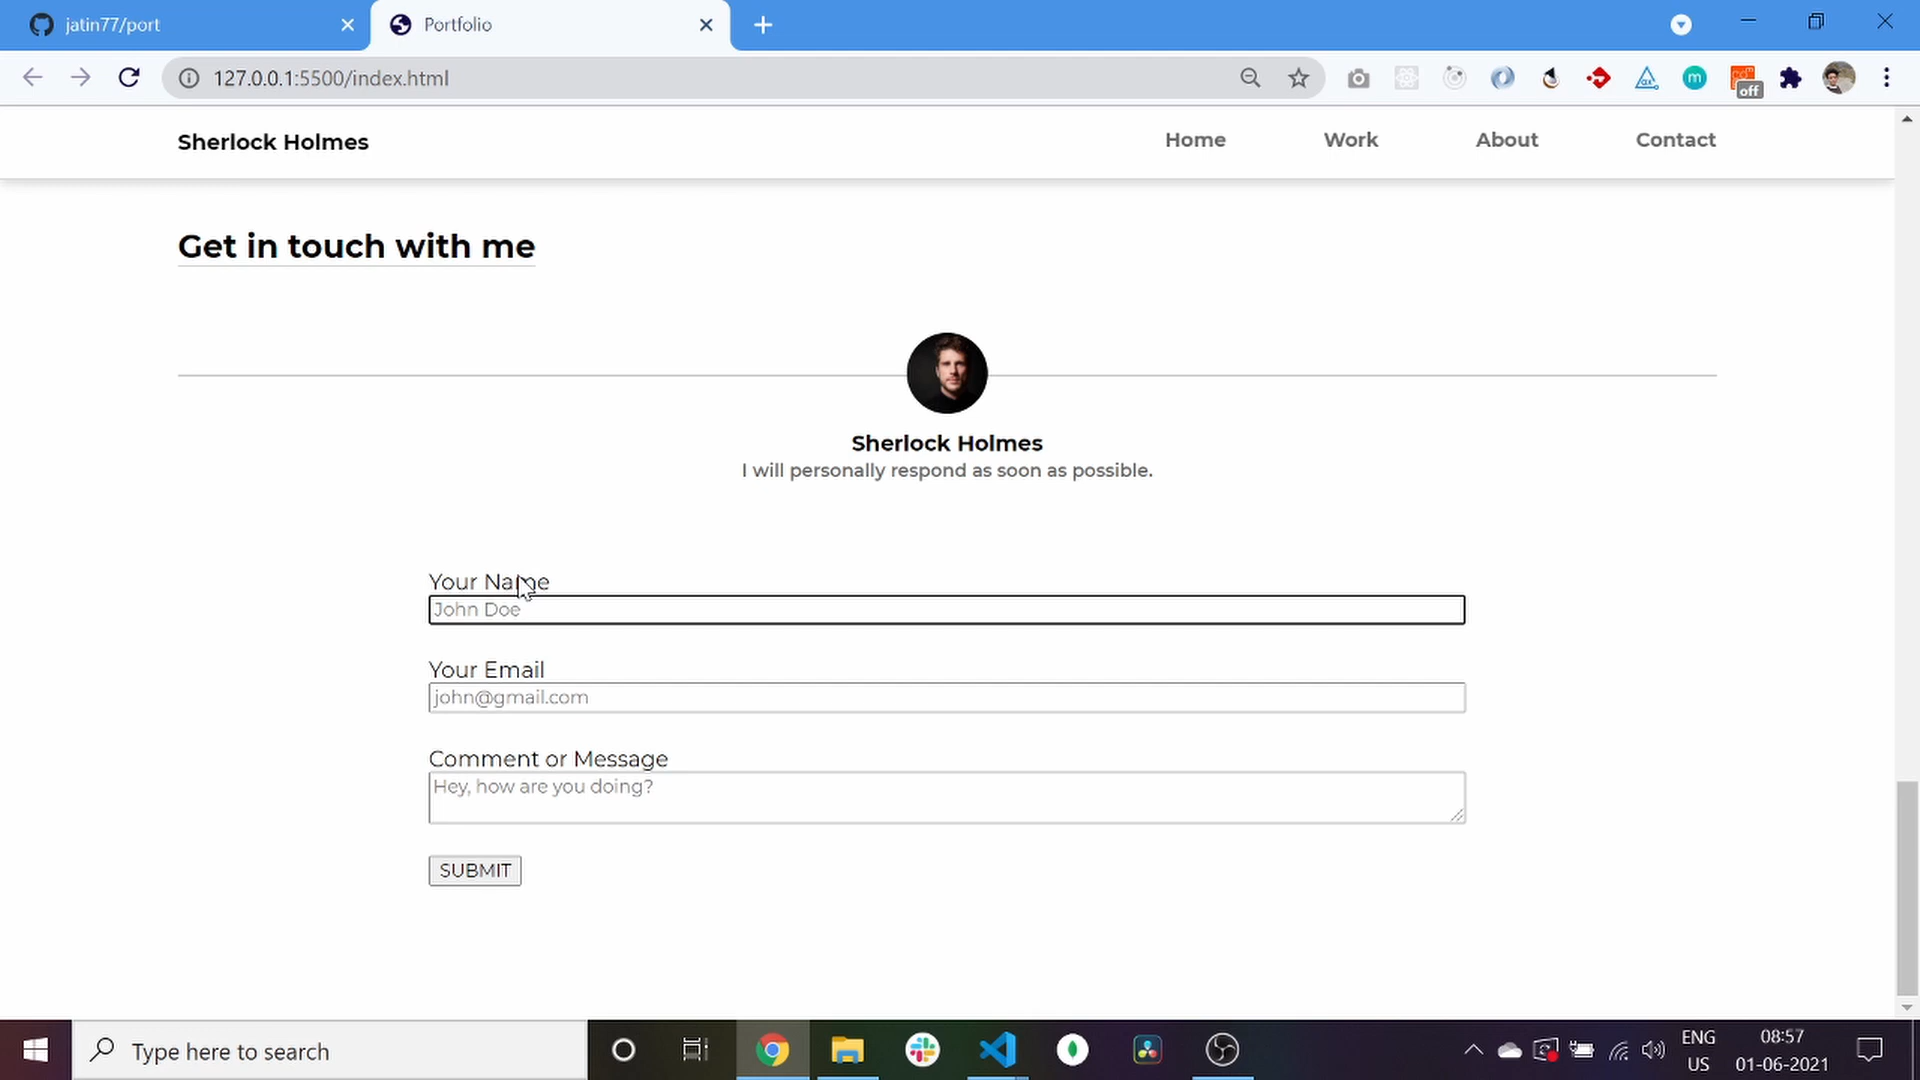 jatin77/port
Portfolio
127.0.0.1:5500/index.html
m
off
Sherlock Holmes
Home
Work
About
Contact
Get in touch with me
Sherlock Holmes
I will personally respond as soon as possible.
Your Name
John Doe
Your Email
john@gmail.com
Comment or Message
Hey, how are you doing?
SUBMIT
Type here to search
ENG
US
08:57
01-06-2021